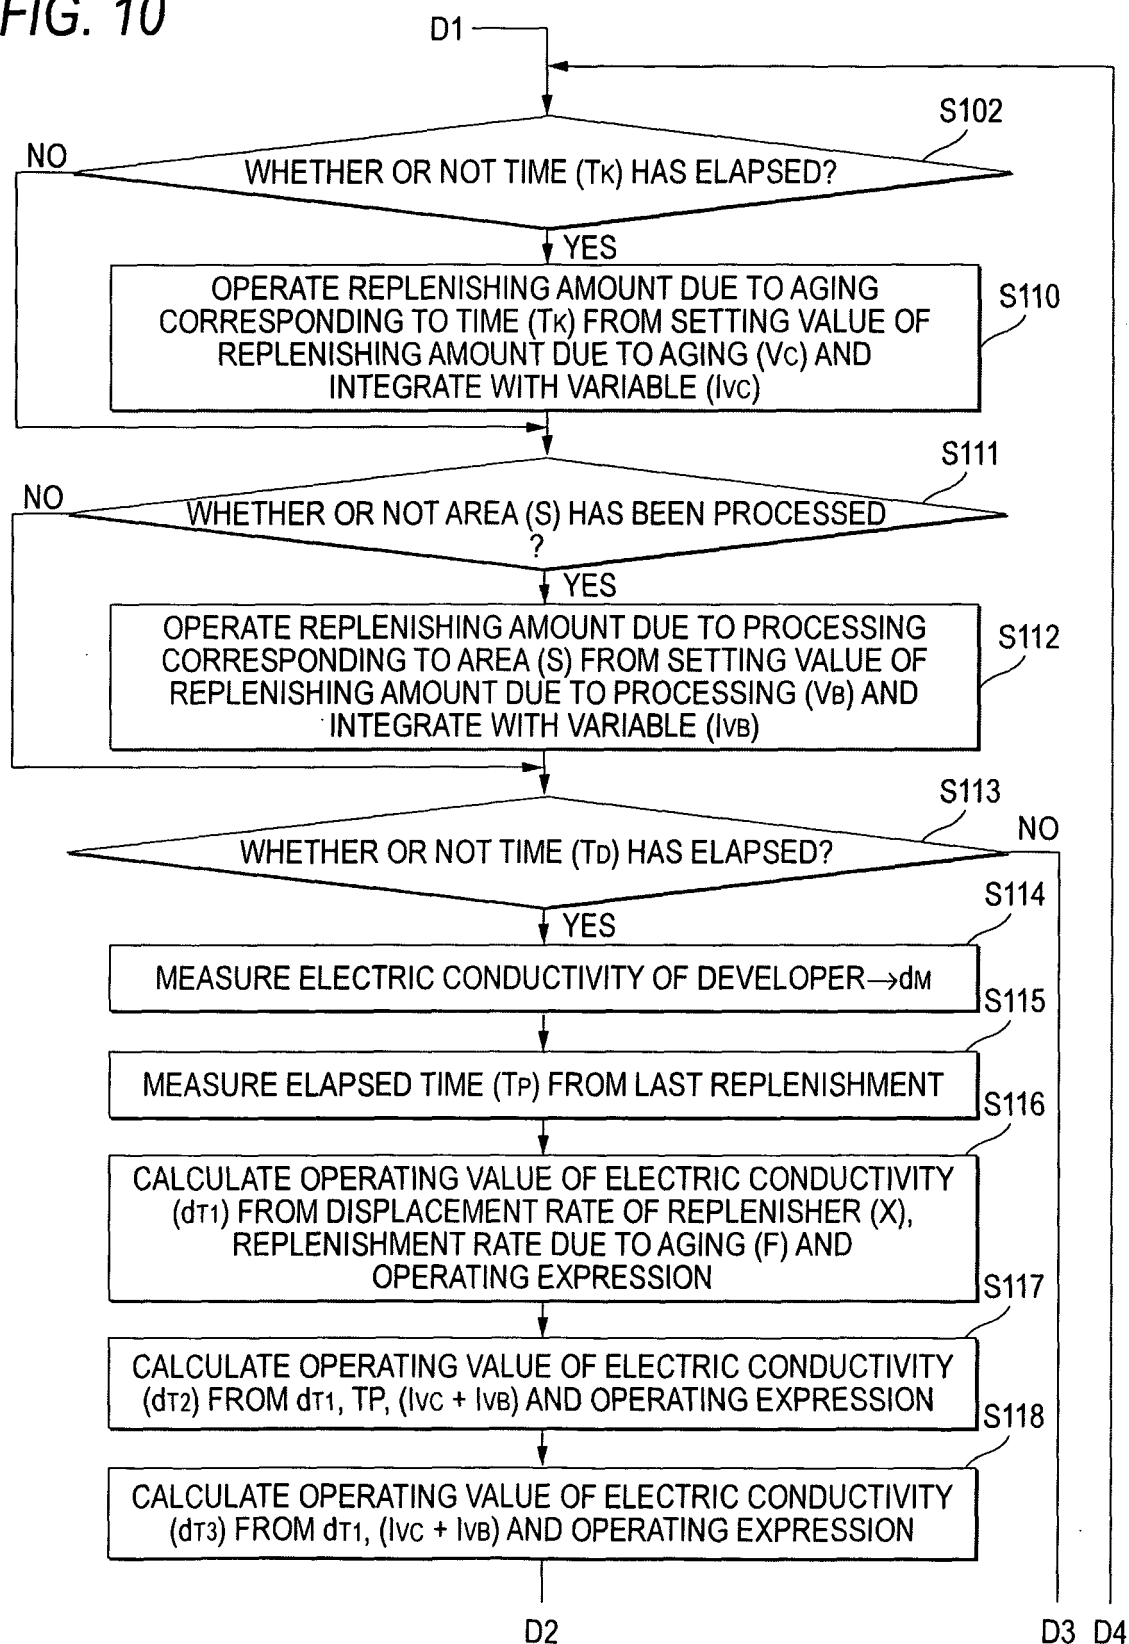 FIG. 10
D1
S102
NO
WHETHER OR NOT TIME (TK) HAS ELAPSED?
YES
S110
OPERATE REPLENISHING AMOUNT DUE TO AGING
CORRESPONDING TO TIME (TK) FROM SETTING VALUE OF
REPLENISHING AMOUNT DUE TO AGING (VC) AND
INTEGRATE WITH VARIABLE (IVC)
S111
NO
WHETHER OR NOT AREA (S) HAS BEEN PROCESSED
?
YES
S112
OPERATE REPLENISHING AMOUNT DUE TO PROCESSING
CORRESPONDING TO AREA (S) FROM SETTING VALUE OF
REPLENISHING AMOUNT DUE TO PROCESSING (VB) AND
INTEGRATE WITH VARIABLE (IVB)
S113
NO
WHETHER OR NOT TIME (TD) HAS ELAPSED?
YES
S114
MEASURE ELECTRIC CONDUCTIVITY OF DEVELOPER→dM
S115
MEASURE ELAPSED TIME (TP) FROM LAST REPLENISHMENT
S116
CALCULATE OPERATING VALUE OF ELECTRIC CONDUCTIVITY
(dT1) FROM DISPLACEMENT RATE OF REPLENISHER (X),
REPLENISHMENT RATE DUE TO AGING (F) AND
OPERATING EXPRESSION
S117
CALCULATE OPERATING VALUE OF ELECTRIC CONDUCTIVITY
(dT2) FROM dT1, TP, (IVC + IVB) AND OPERATING EXPRESSION
S118
CALCULATE OPERATING VALUE OF ELECTRIC CONDUCTIVITY
(dT3) FROM dT1, (IVC + IVB) AND OPERATING EXPRESSION
D2
D3
D4